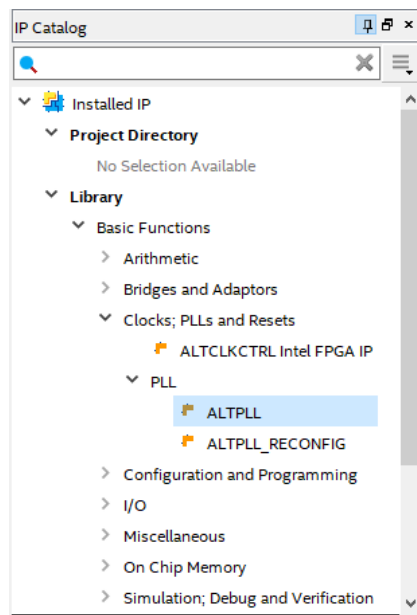 IP Catalog
Installed IP
Project Directory
No Selection Available
Library
Basic Functions
Arithmetic
Bridges and Adaptors
Clocks; PLLs and Resets
ALTCLKCTRL Intel FPGA IP
PLL
ALTPLL
ALTPLL_RECONFIG
Configuration and Programming
I/O
Miscellaneous
On Chip Memory
Simulation; Debug and Verification